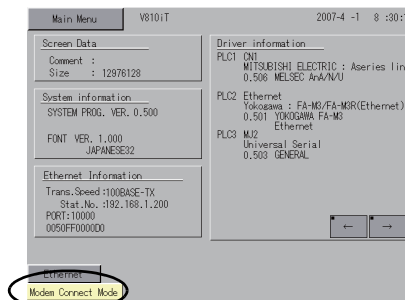 Main Menu
V810iT
2007-4 -1 8 :30:
Screen Data
Comment :
Size : 12976128
System information
SYSTEM PROG. VER. 0.500
FONT VER. 1.000
JAPANESE32
Ethernet Information
Trans.Speed :100BASE-TX
Stat.No. :192.168.1.200
PORT:10000
0050FF0000D0
Driver information
PLC1 CN1
MITSUBISHI ELECTRIC : Aseries lin
0.506 MELSEC AnA/N/U
PLC2 Ethernet
Yokogawa : FA-M3/FA-M3R(Ethernet)
0.501 YOKOGAWA FA-M3
Ethernet
PLC3 MJ2
Universal Serial
0.503 GENERAL
← →
Ethernet
Modem Connect Mode